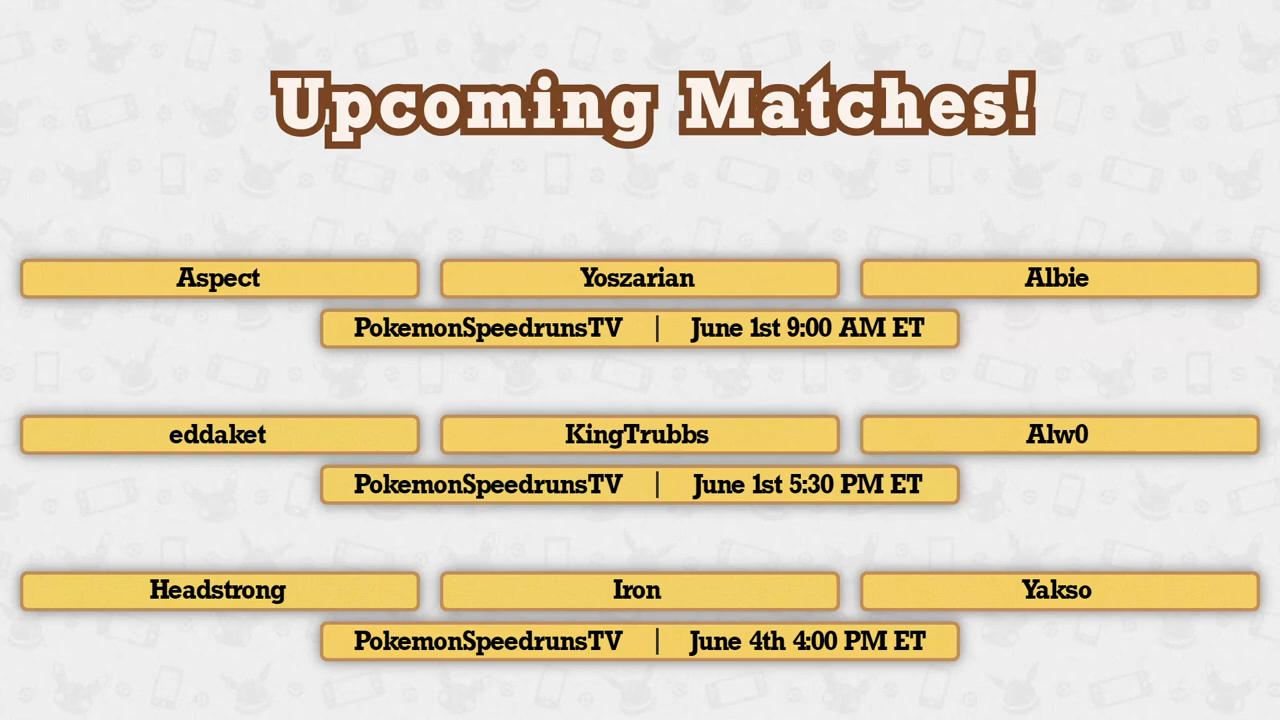 Upcoming Matches!
Aspect Yoszarian Albie
PokemonSpeedrunsTV | June 1st 9:00 AM ET
eddaket KingTrubbs Alw0
PokemonSpeedrunsTV | June 1st 5:30 PM ET
Headstrong Iron Yakso
PokemonSpeedrunsTV | June 4th 4:00 PM ET